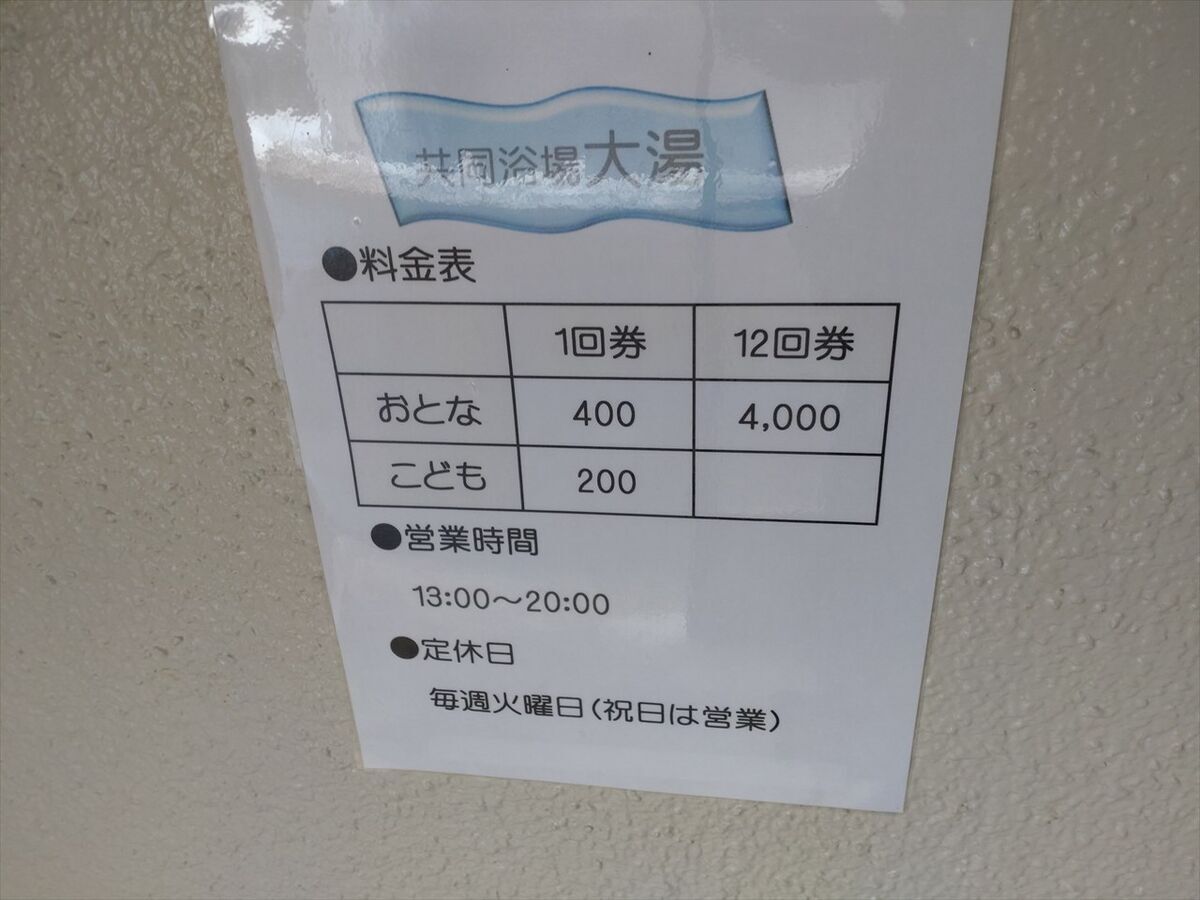 共同浴場大湯
●料金表
1回券 12回券
おとな 400 4,000
こども 200
●営業時間
13:00～20:00
●定休日
毎週火曜日(祝日は営業)